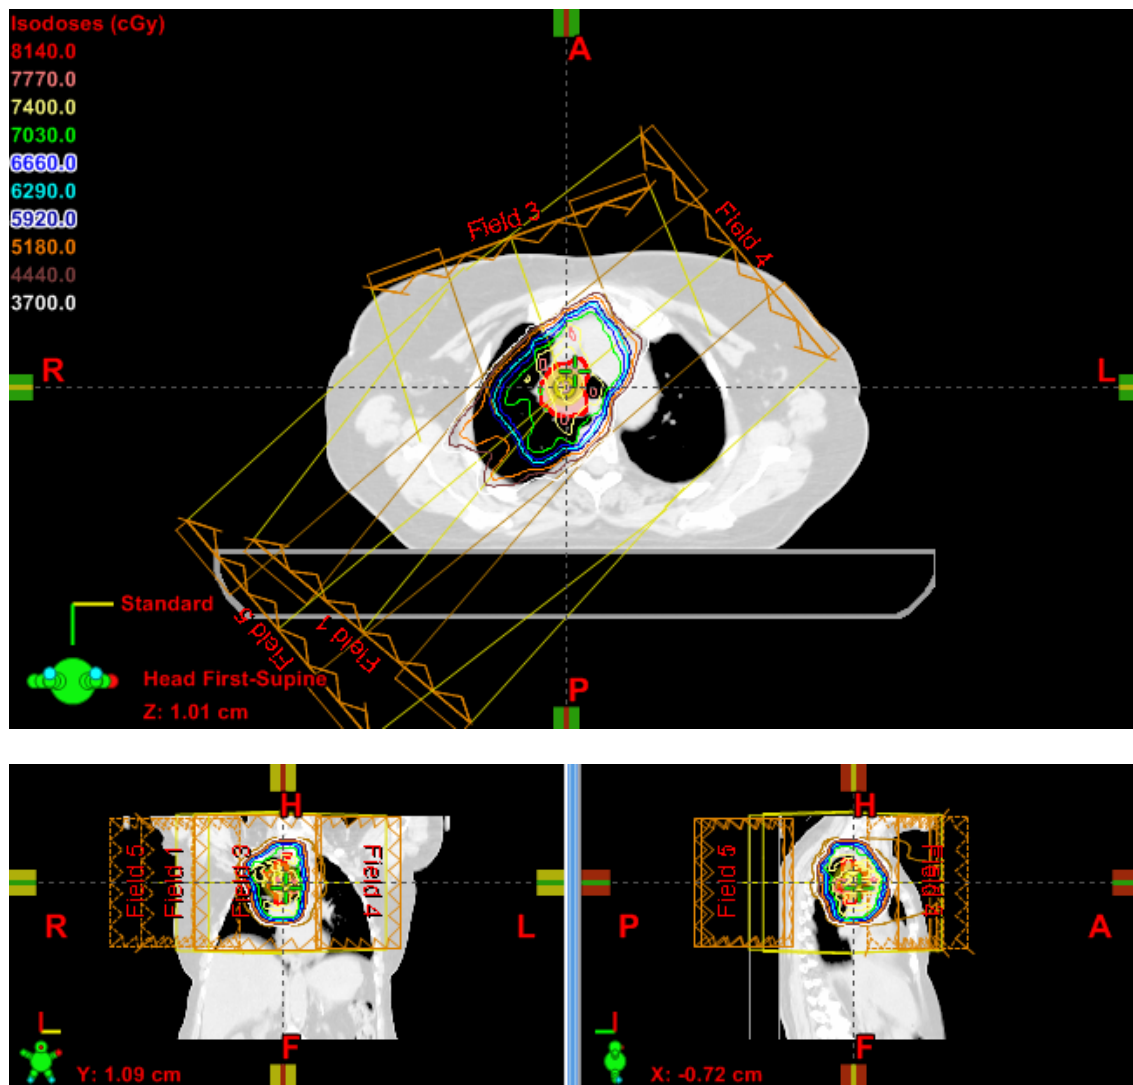 Isodoses (cGy)
8140.0
7770.0
7400.0
7030.0
6660.0
6290.0
5920.0
5180.0
4440.0
3700.0
A
Field 3
Field 4
R
L
Field 5
Field 1
Standard
Head First-Supine
Z: 1.01 cm
P
H
Field 5
Field 1
Field 3
Field 4
R
L
F
Y: 1.09 cm
H
Field 5
P
A
F
X: -0.72 cm